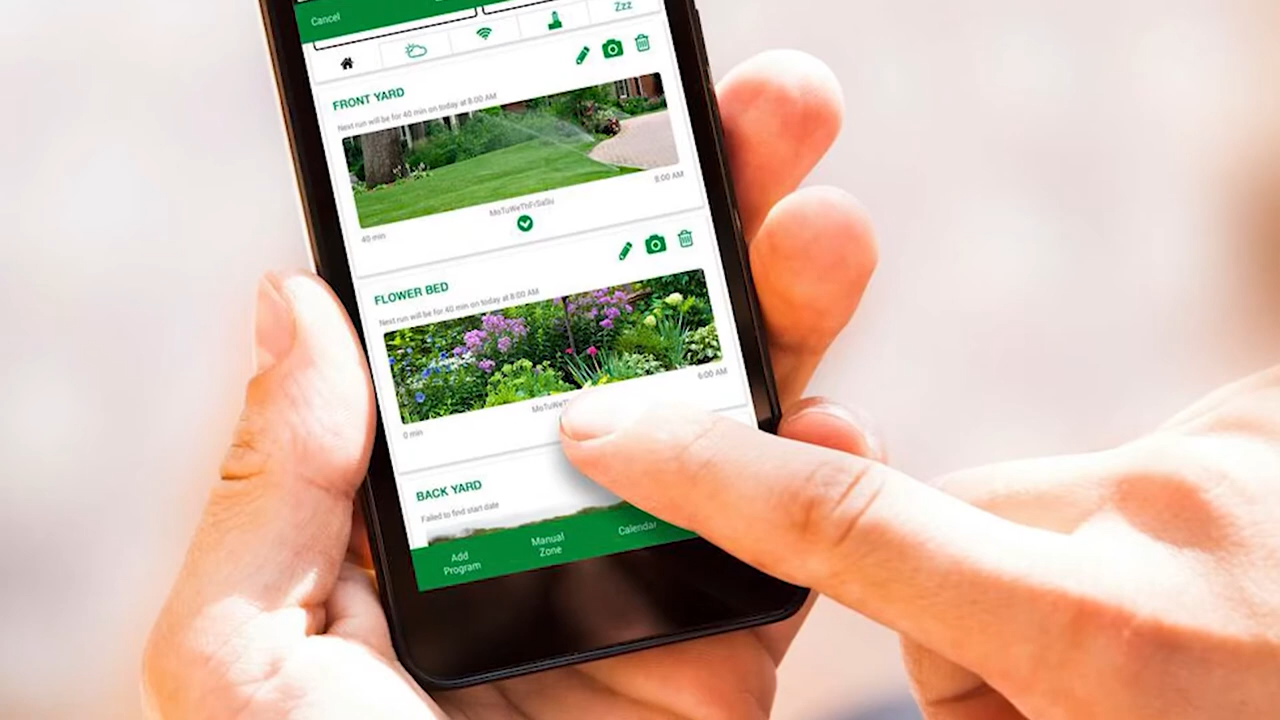 Cancel
Zzz
FRONT YARD
Next run will be for 40 min on today at 8:00 AM
8:00 AM
MoTuWeThFrSaSu
40 min
FLOWER BED
Next run will be for 40 min on today at 8:00 AM
6:00 AM
MoTuWeT
0 min
BACK YARD
Failed to find start date
Add
Program
Manual
Zone
Calendar